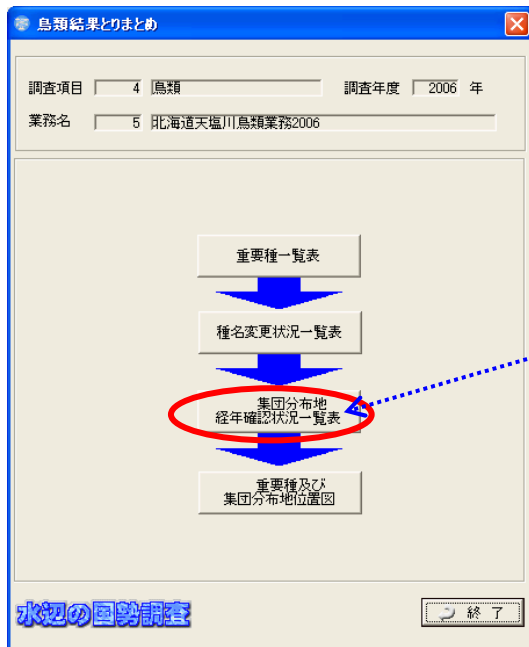 鳥類結果とりまとめ
調査項目 4 鳥類 調査年度 2006 年
業務名 5 北海道天塩川鳥類業務2006
重要種一覧表
種名変更状況一覧表
集団分布地
経年確認状況一覧表
重要種及び
集団分布地位置図
水辺の国勢調査
終 了